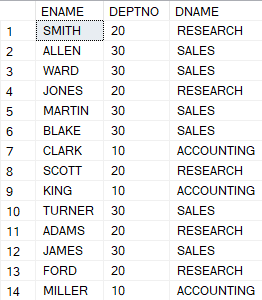 ENAME DEPTNO DNAME
1 SMITH 20 RESEARCH
2 ALLEN 30 SALES
3 WARD 30 SALES
4 JONES 20 RESEARCH
5 MARTIN 30 SALES
6 BLAKE 30 SALES
7 CLARK 10 ACCOUNTING
8 SCOTT 20 RESEARCH
9 KING 10 ACCOUNTING
10 TURNER 30 SALES
11 ADAMS 20 RESEARCH
12 JAMES 30 SALES
13 FORD 20 RESEARCH
14 MILLER 10 ACCOUNTING